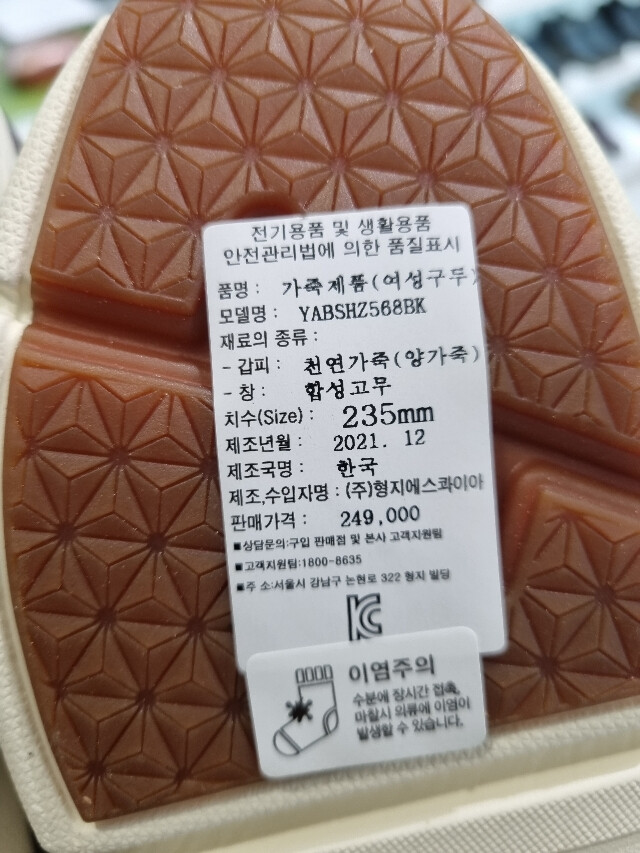 전기용품 및 생활용품
안전관리법에 의한 품질표시
품명 : 가죽제품(여성구두)
모델명 : YABSHZ568BK
재료의 종류 :
- 갑피 : 천연가죽(양가죽)
- 창 : 합성고무
치수(Size) : 235mm
제조년월 : 2021. 12
제조국명 : 한국
제조,수입자명 : (주)형지에스콰이아
판매가격 : 249,000
■상담문의:구입 판매점 및 본사 고객지원팀
■고객지원팀:1800-8635
■주 소:서울시 강남구 논현로 322 형지 빌딩
KC
이염주의
수분에 장시간 접촉,
마찰시 의류에 이염이
발생할 수 있습니다.